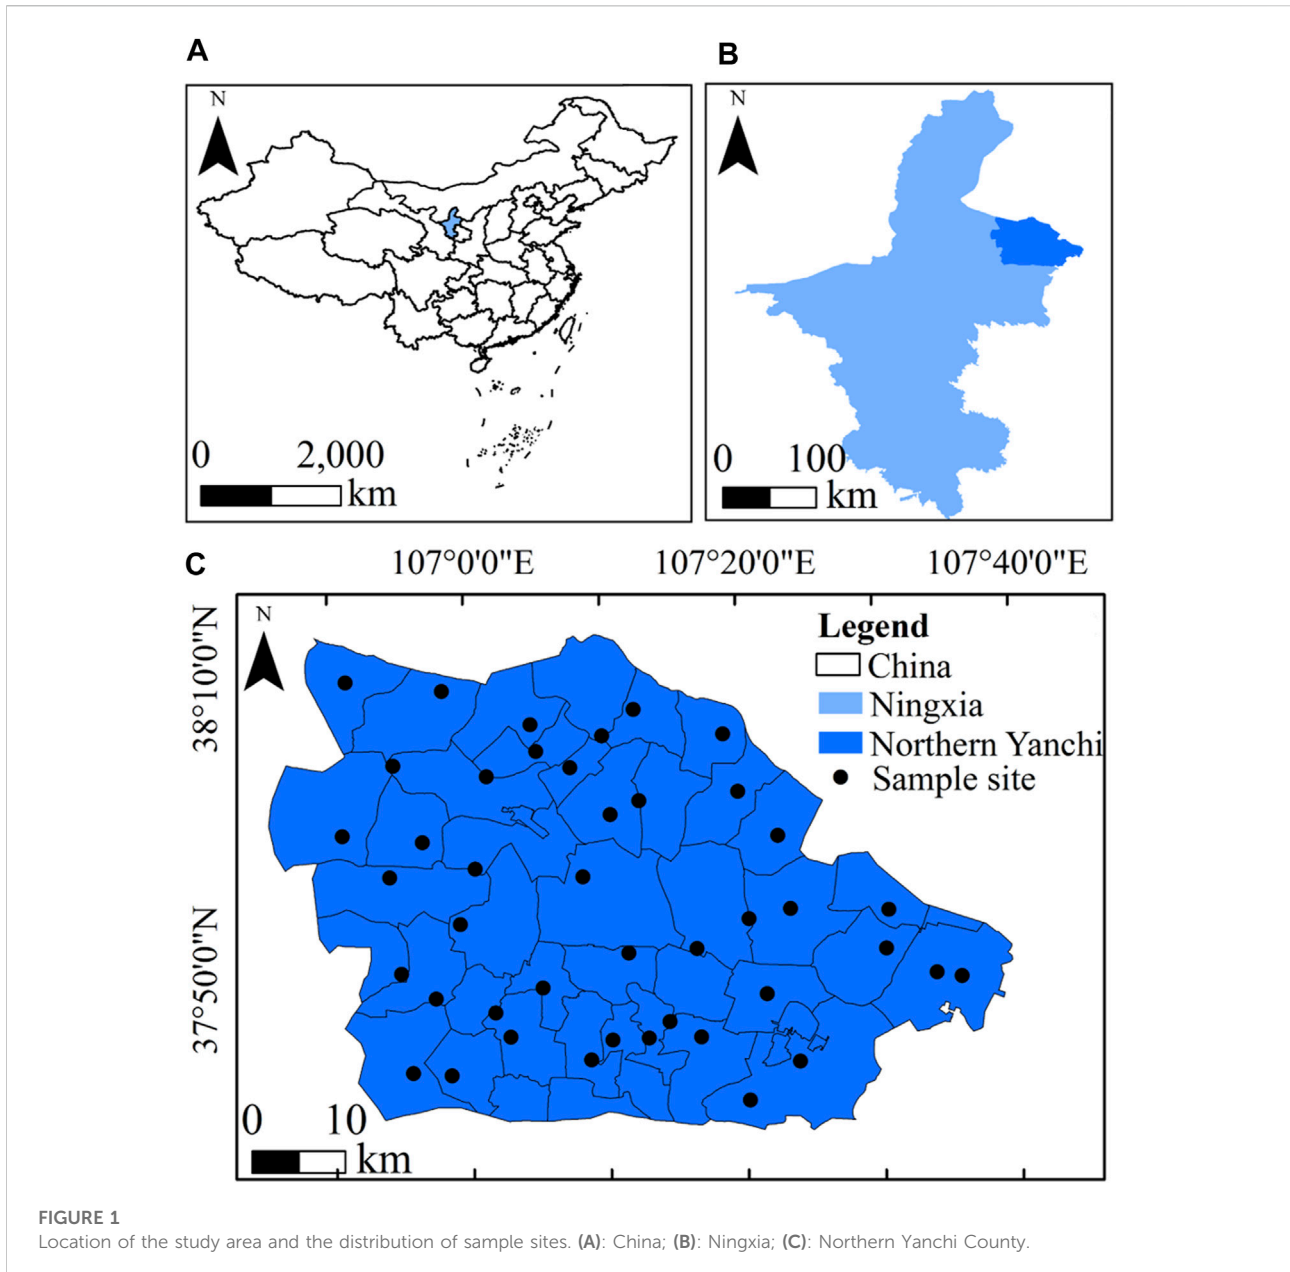 A
B
N
N
0 2,000
km
0 100
km
C
107°0'0"E 107°20'0"E 107°40'0"E
38°10'0"N
37°50'0"N
N
Legend
China
Ningxia
Northern Yanchi
Sample site
0 10
km
FIGURE 1
Location of the study area and the distribution of sample sites. (A): China; (B): Ningxia; (C): Northern Yanchi County.